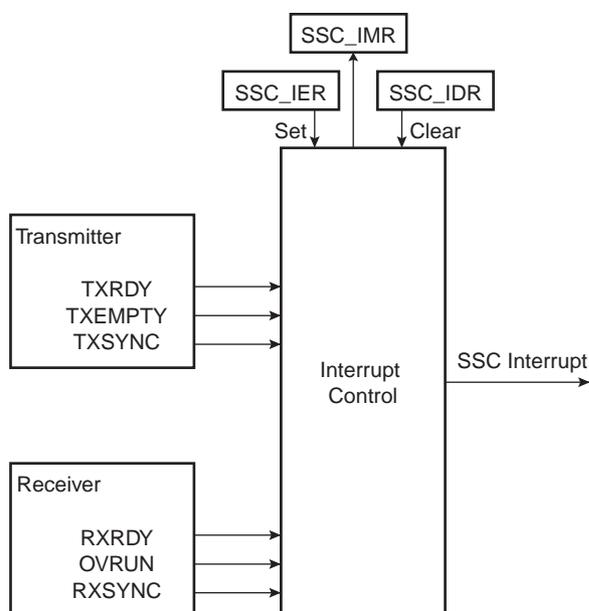 SSC_IMR
SSC_IER
SSC_IDR
Set
Clear
Transmitter
TXRDY
TXEMPTY
TXSYNC
Interrupt
Control
SSC Interrupt
Receiver
RXRDY
OVRUN
RXSYNC